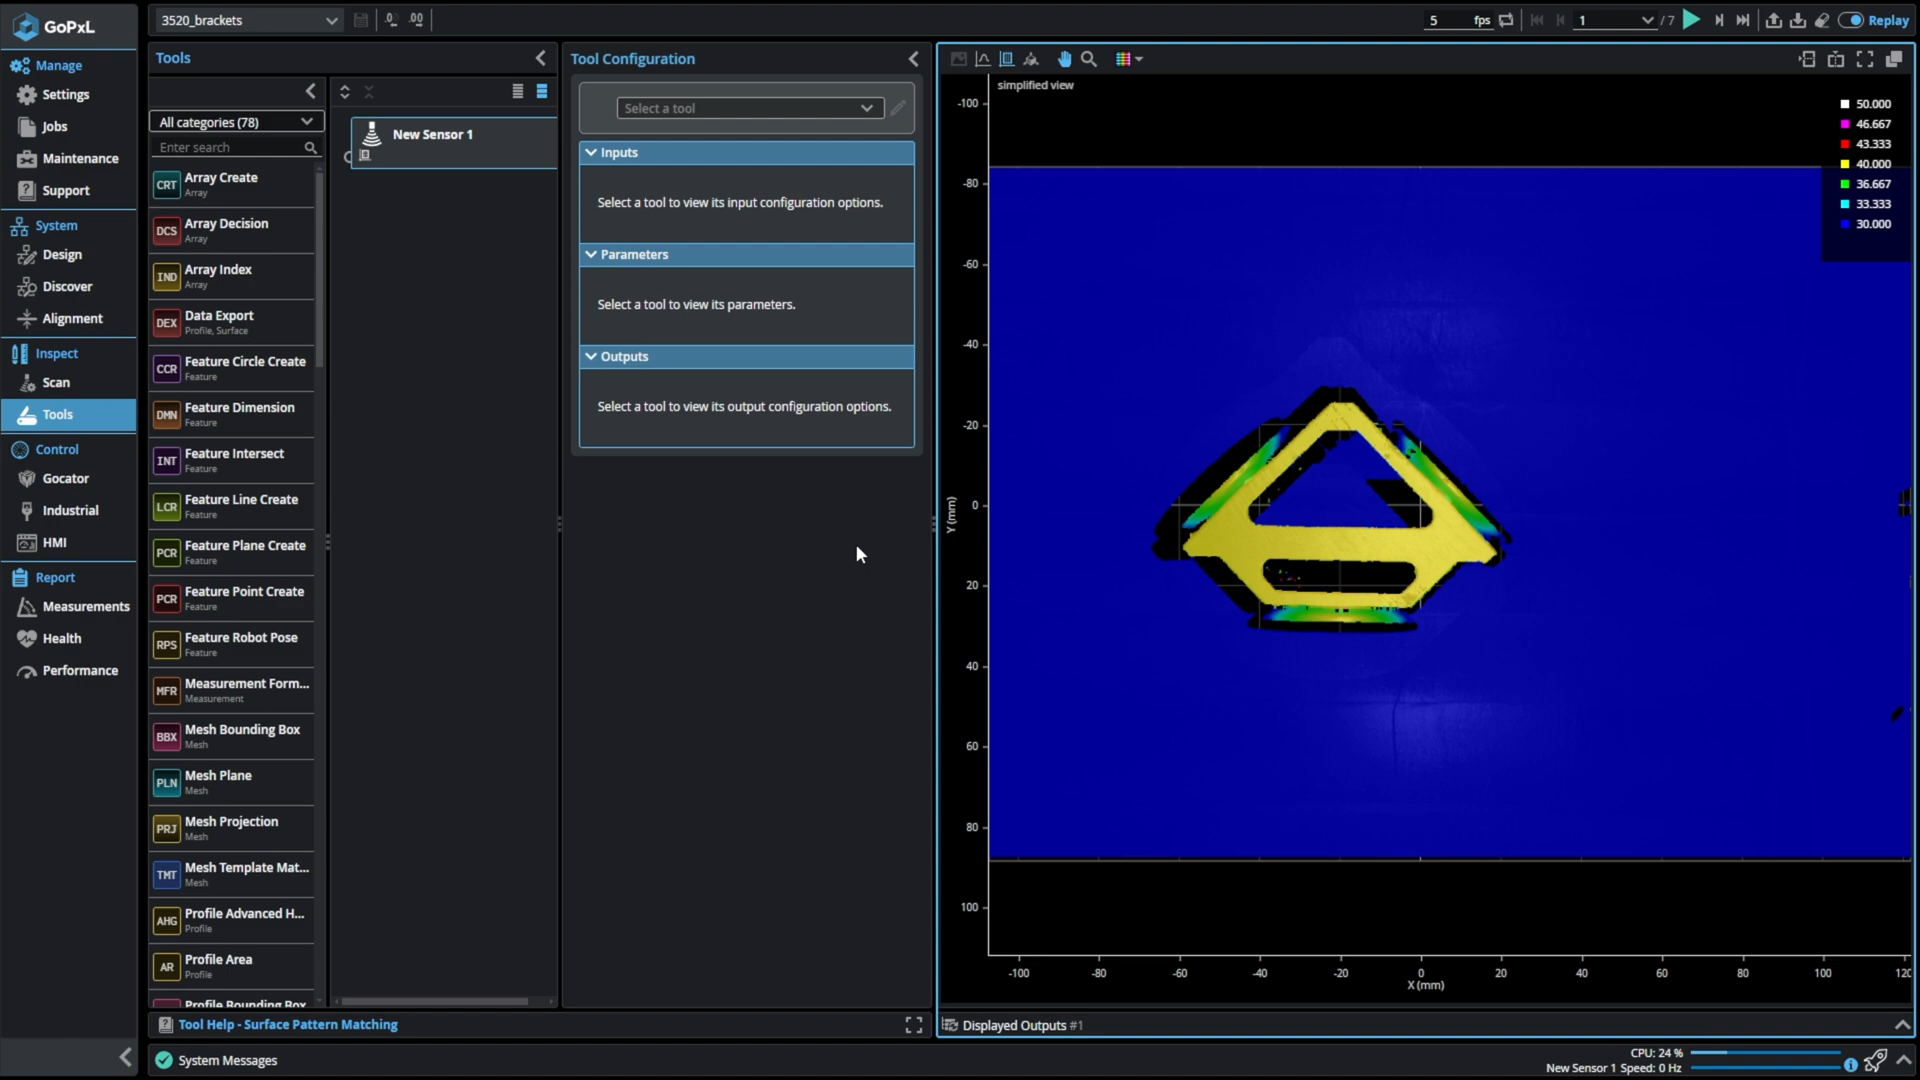 GoPxL
3520_brackets
5 fps
1 / 7
Replay
Manage
Settings
Jobs
Maintenance
Support
System
Design
Discover
Alignment
Inspect
Scan
Tools
Control
Gocator
Industrial
HMI
Report
Measurements
Health
Performance
Tools
All categories (78)
Enter search
CRT Array Create
Array
DCS Array Decision
Array
IND Array Index
Array
DEX Data Export
Profile, Surface
CCR Feature Circle Create
Feature
DMN Feature Dimension
Feature
INT Feature Intersect
Feature
LCR Feature Line Create
Feature
PCR Feature Plane Create
Feature
PCR Feature Point Create
Feature
RPS Feature Robot Pose
Feature
MFR Measurement Form...
Measurement
BBX Mesh Bounding Box
Mesh
PLN Mesh Plane
Mesh
PRJ Mesh Projection
Mesh
TMT Mesh Template Mat...
Mesh
AHG Profile Advanced H...
Profile
AR Profile Area
Profile
Profile Bounding Box
New Sensor 1
Tool Configuration
Select a tool
Inputs
Select a tool to view its input configuration options.
Parameters
Select a tool to view its parameters.
Outputs
Select a tool to view its output configuration options.
simplified view
50.000
46.667
43.333
40.000
36.667
33.333
30.000
-100
-80
-60
-40
-20
0
20
40
60
80
100
Y (mm)
-100 -80 -60 -40 -20 0 20 40 60 80 100 120
X (mm)
Tool Help - Surface Pattern Matching
Displayed Outputs #1
System Messages
CPU: 24 %
New Sensor 1 Speed: 0 Hz